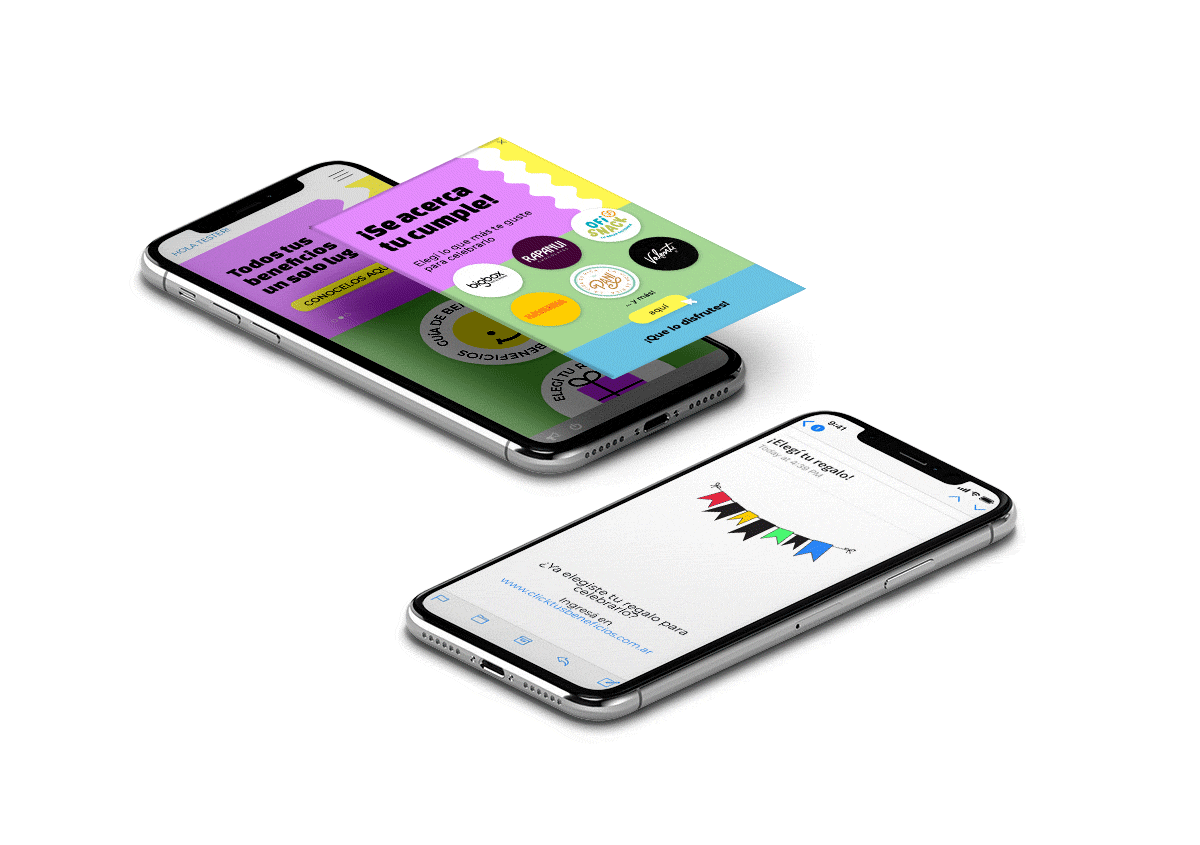 HOLA TESTER!
Todos tus
beneficios
un solo lug
CONOCELOS AQU
GUÍA DE BE
BENEFICIOS
ELEGÍ TU R
¡Se acerca
tu cumple!
Elegí lo que más te guste
para celebrarlo
bigbox
RAPANUI
OFI
SNACK
Valenti
...y más!
aquí
¡Que lo disfrutes!
9:41
¡Elegí tu regalo!
Today at 4:39 PM
¿Ya elegiste tu regalo para
celebrarlo?
Ingresá en
www.clicktusbeneficios.com.ar